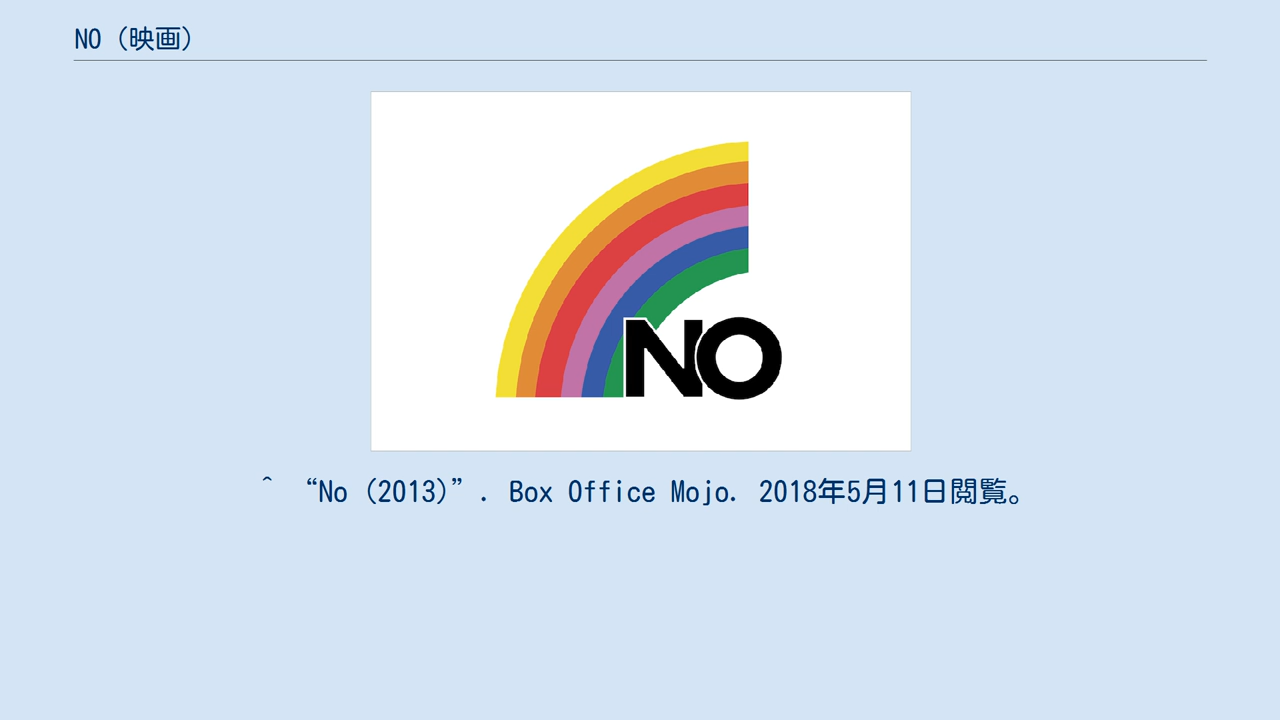 NO (映画)
NO
^ “No (2013)”. Box Office Mojo. 2018年5月11日閲覧。